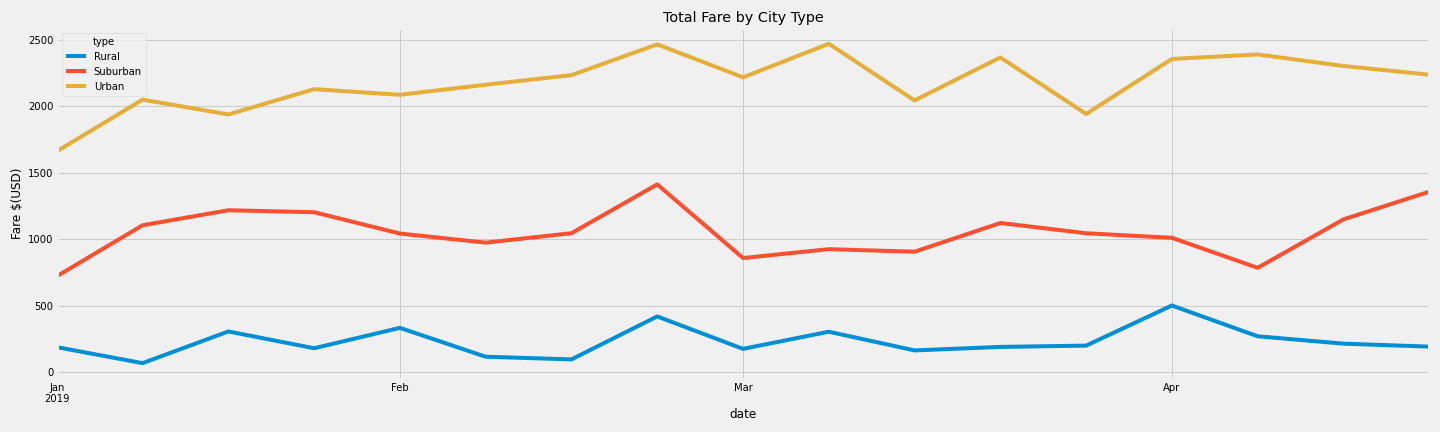 Total Fare by City Type
type
Rural
Suburban
Urban
Fare $(USD)
2500
2000
1500
1000
500
0
Jan
2019
Feb
Mar
Apr
date